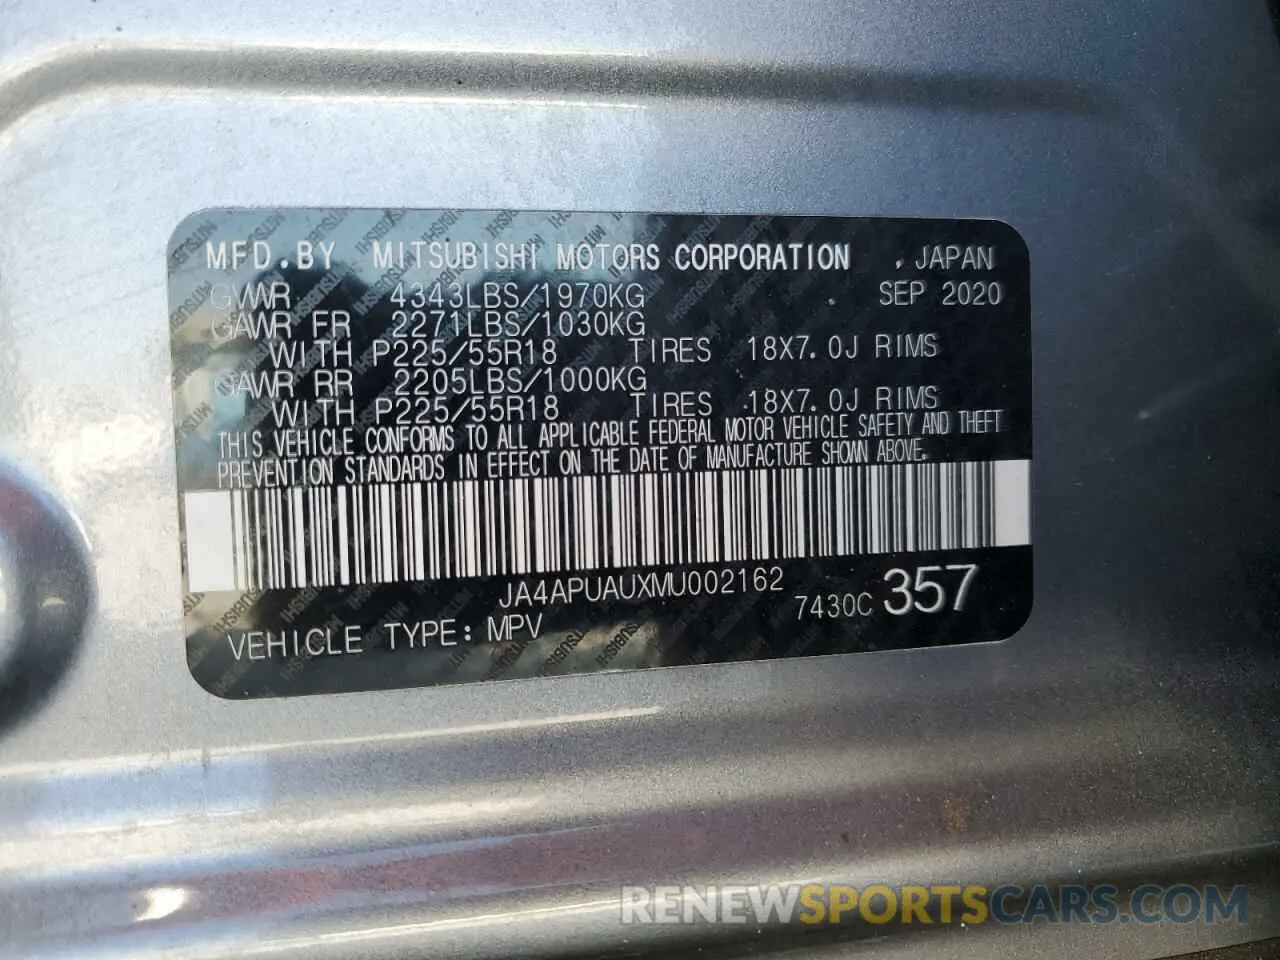 MFD.BY MITSUBISHI MOTORS CORPORATION , JAPAN
GVWR 4343LBS/1970KG SEP 2020
GAWR FR 2271LBS/1030KG
WITH P225/55R18 TIRES 18X7.0J RIMS
GAWR RR 2205LBS/1000KG
WITH P225/55R18 TIRES 18X7.0J RIMS
THIS VEHICLE CONFORMS TO ALL APPLICABLE FEDERAL MOTOR VEHICLE SAFETY AND THEFT
PREVENTION STANDARDS IN EFFECT ON THE DATE OF MANUFACTURE SHOWN ABOVE.
JA4APUAUXMU002162 7430C 357
VEHICLE TYPE: MPV
RENEWSPORTSCARS.COM